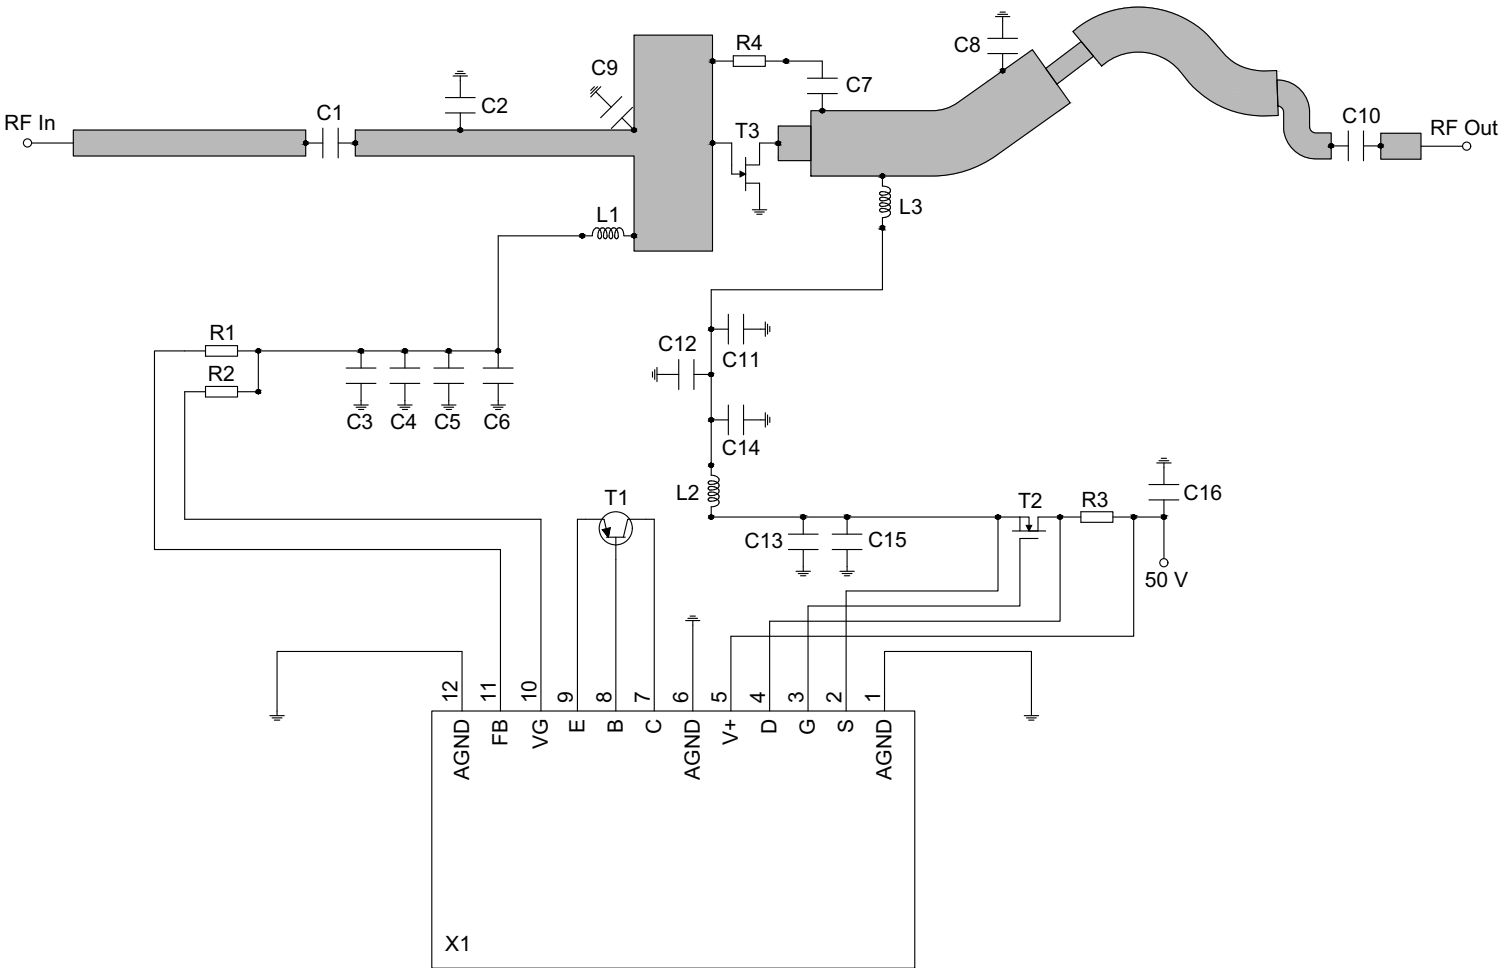 R4
C8
C9
C7
C2
C1
C10
RF In
T3
RF Out
L3
L1
R1
C12
C11
R2
C3
C4
C5
C6
C14
L2
T1
T2
R3
C16
C13
C15
50 V
12
11
10
9
8
7
6
5
4
3
2
1
AGND
FB
VG
E
B
C
AGND
V+
D
G
S
AGND
X1